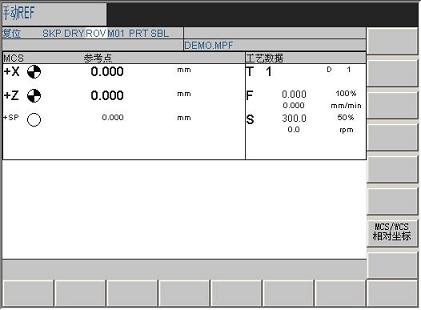 手动REF
复位 SKP DRY ROV M01 PRT SBL
DEMO.MPF
MCS 参考点 工艺数据
+X 0.000 mm T 1 D 1
+Z 0.000 mm F 0.000 100%
0.000 mm/min
+SP 0.000 mm S 300.0 50%
0.0 rpm
MCS/WCS
相对坐标